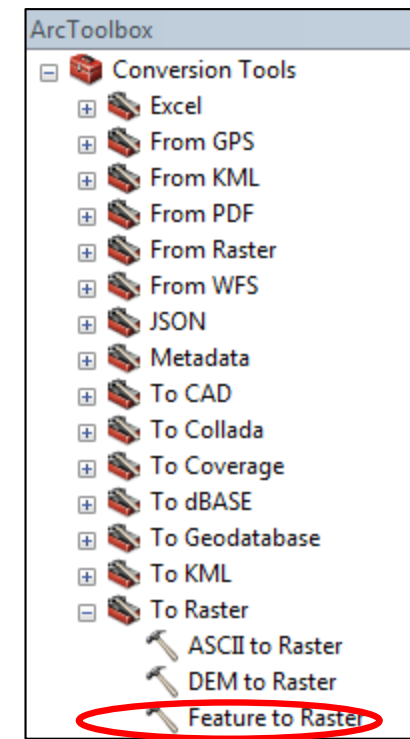 ArcToolbox
Conversion Tools
Excel
From GPS
From KML
From PDF
From Raster
From WFS
JSON
Metadata
To CAD
To Collada
To Coverage
To dBASE
To Geodatabase
To KML
To Raster
ASCII to Raster
DEM to Raster
Feature to Raster